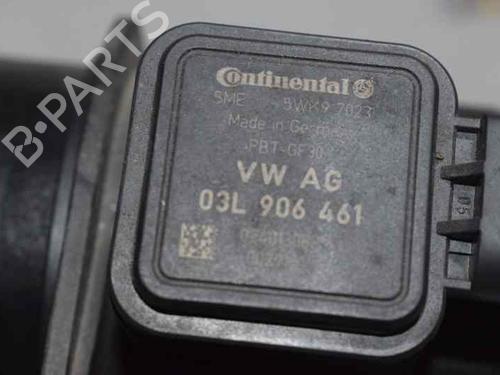 B-PARTS
Continental
SME 5WK9 7023
Made in Germany
PBT-GF30
VW AG
03L 906 461